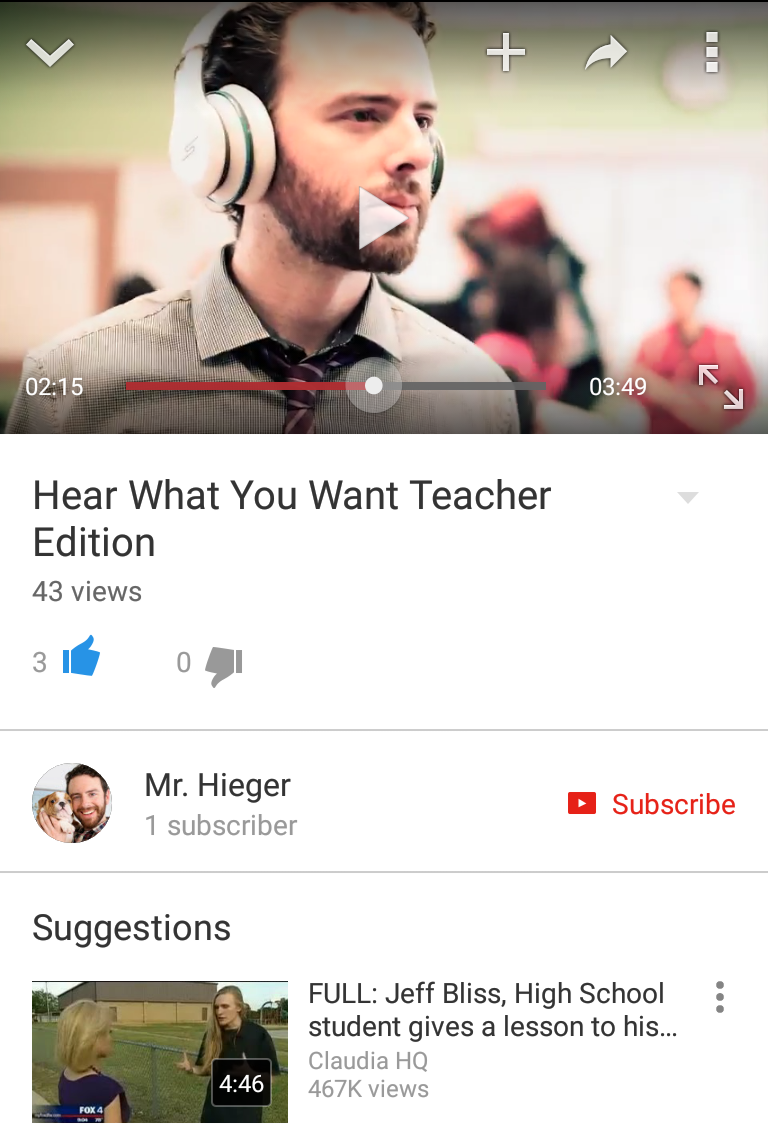 02:15
03:49
Hear What You Want Teacher
Edition
43 views
3
0
Mr. Hieger
1 subscriber
Subscribe
Suggestions
FULL: Jeff Bliss, High School
student gives a lesson to his...
Claudia HQ
467K views
4:46
FOX 4